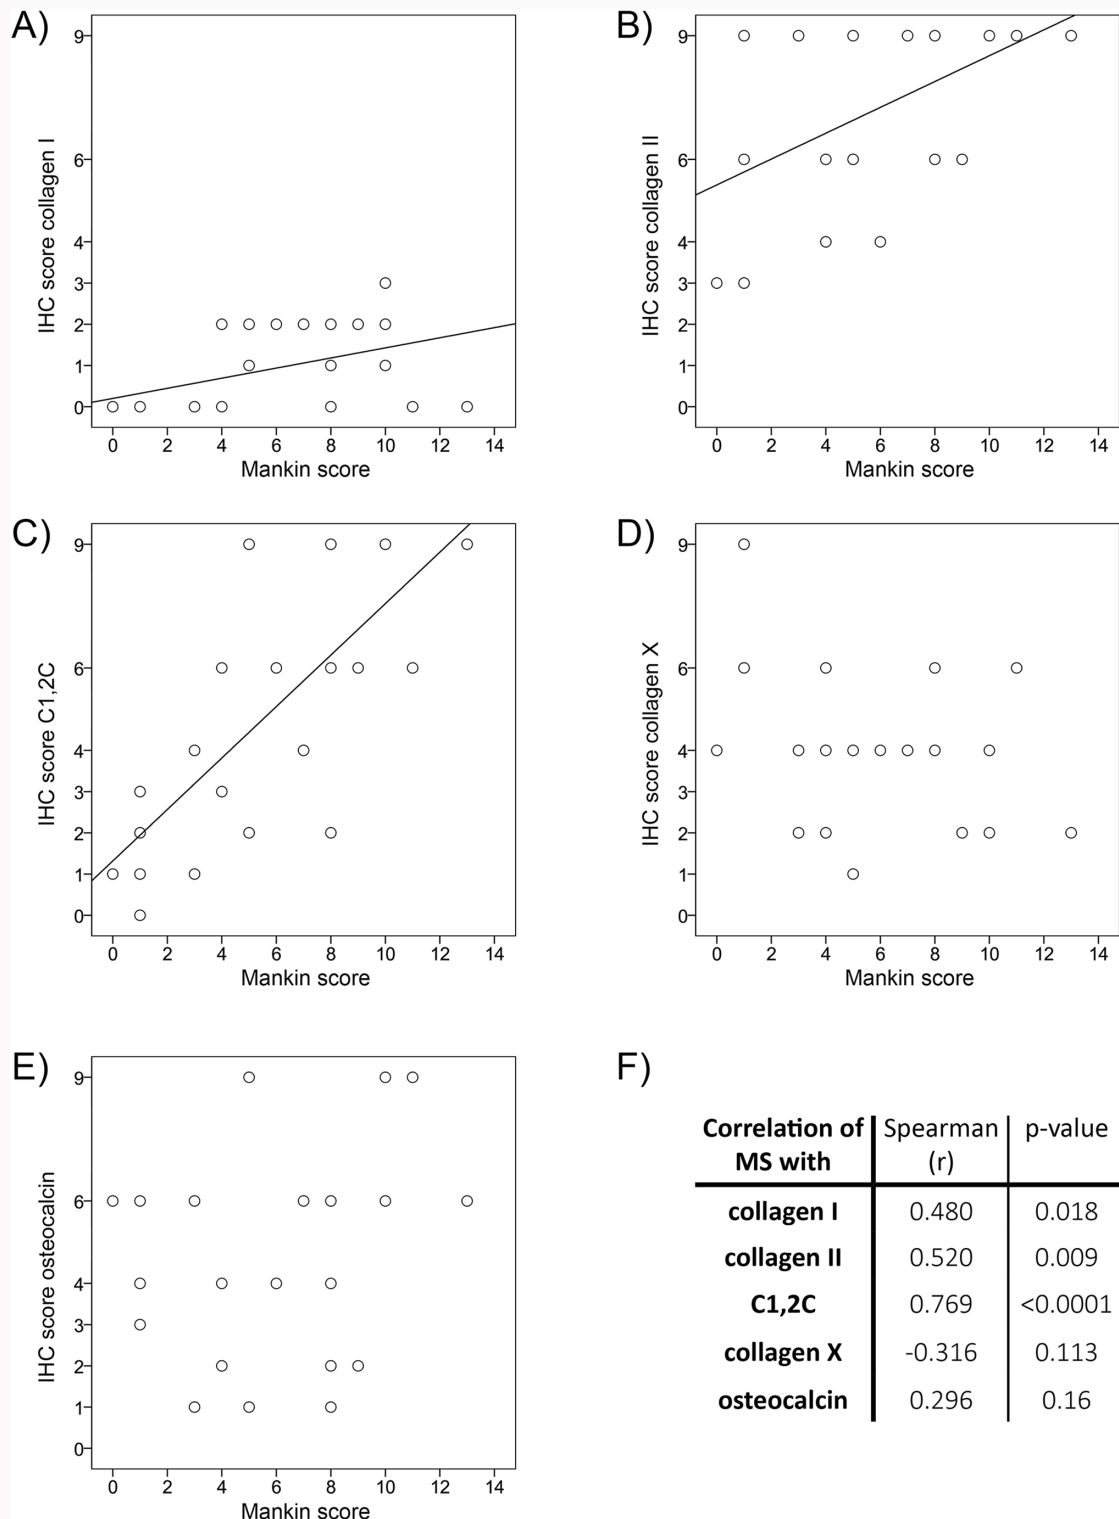 A)
IHC score collagen I
9
6
4
3
2
1
0
0 2 4 6 8 10 12 14
Mankin score
B)
IHC score collagen II
9
6
4
3
2
1
0
0 2 4 6 8 10 12 14
Mankin score
C)
IHC score C1,2C
9
6
4
3
2
1
0
0 2 4 6 8 10 12 14
Mankin score
D)
IHC score collagen X
9
6
4
3
2
1
0
0 2 4 6 8 10 12 14
Mankin score
E)
IHC score osteocalcin
9
6
4
3
2
1
0
0 2 4 6 8 10 12 14
Mankin score
F)
Correlation of Spearman p-value
MS with (r)
collagen I 0.480 0.018
collagen II 0.520 0.009
C1,2C 0.769 <0.0001
collagen X -0.316 0.113
osteocalcin 0.296 0.16